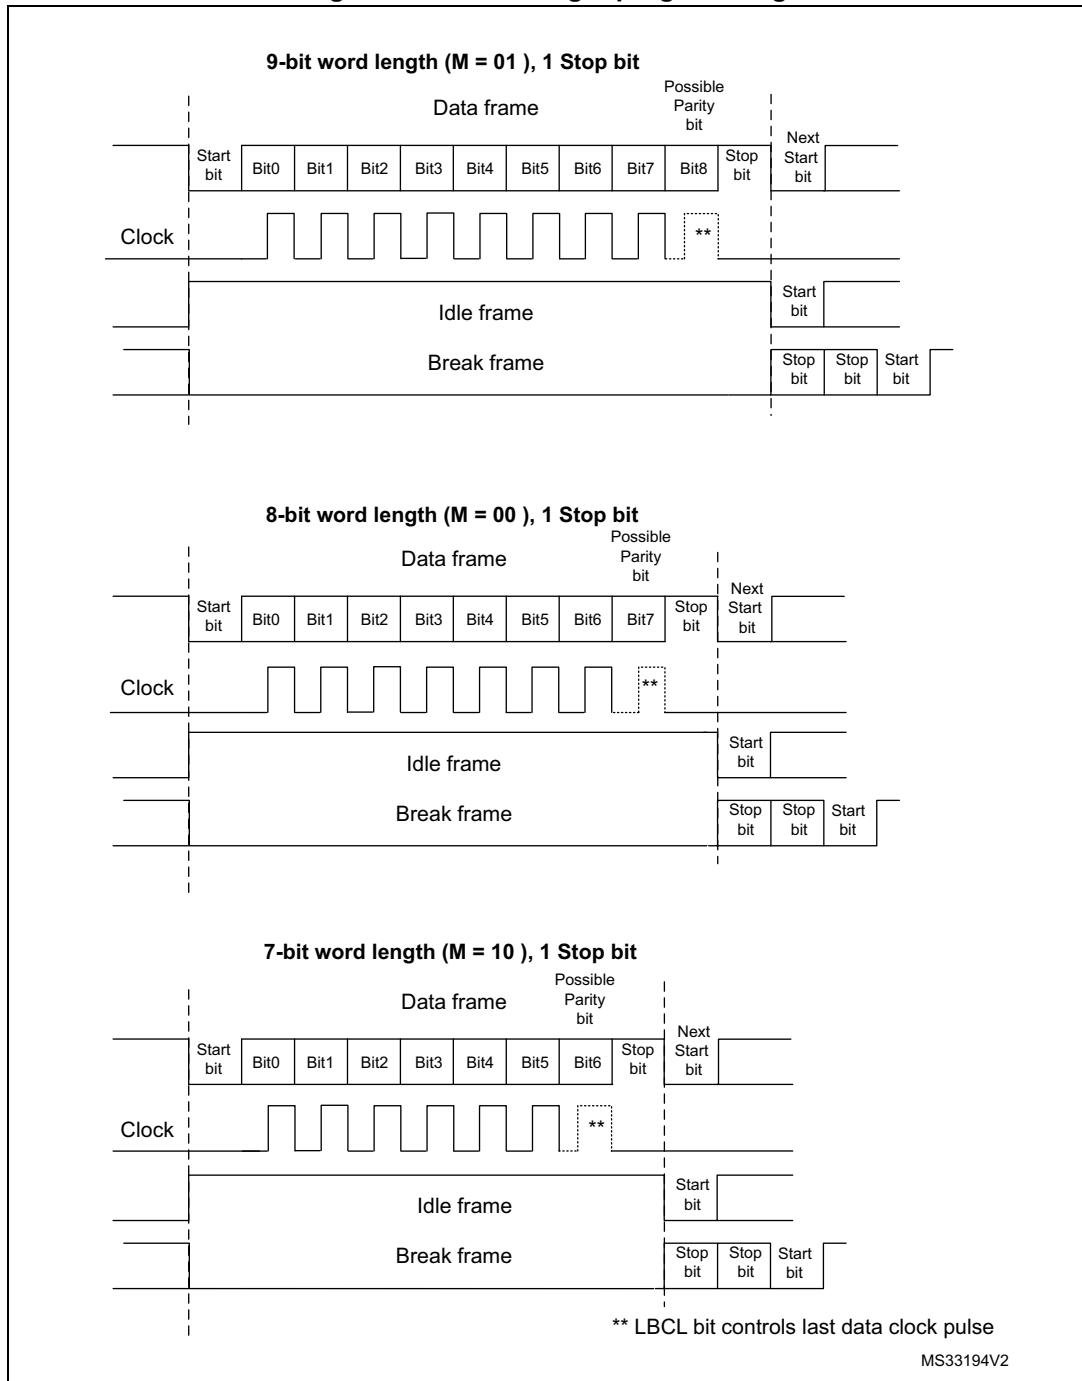 9-bit word length (M = 01 ), 1 Stop bit
Data frame
Possible
Parity
bit
Start
bit
Bit0 Bit1 Bit2 Bit3 Bit4 Bit5 Bit6 Bit7 Bit8
Stop
bit
Next
Start
bit
Clock
**
Idle frame
Start
bit
Break frame
Stop
bit
Stop
bit
Start
bit
8-bit word length (M = 00 ), 1 Stop bit
Data frame
Possible
Parity
bit
Start
bit
Bit0 Bit1 Bit2 Bit3 Bit4 Bit5 Bit6 Bit7
Stop
bit
Next
Start
bit
Clock
**
Idle frame
Start
bit
Break frame
Stop
bit
Stop
bit
Start
bit
7-bit word length (M = 10 ), 1 Stop bit
Data frame
Possible
Parity
bit
Start
bit
Bit0 Bit1 Bit2 Bit3 Bit4 Bit5 Bit6
Stop
bit
Next
Start
bit
Clock
**
Idle frame
Start
bit
Break frame
Stop
bit
Stop
bit
Start
bit
** LBCL bit controls last data clock pulse
MS33194V2